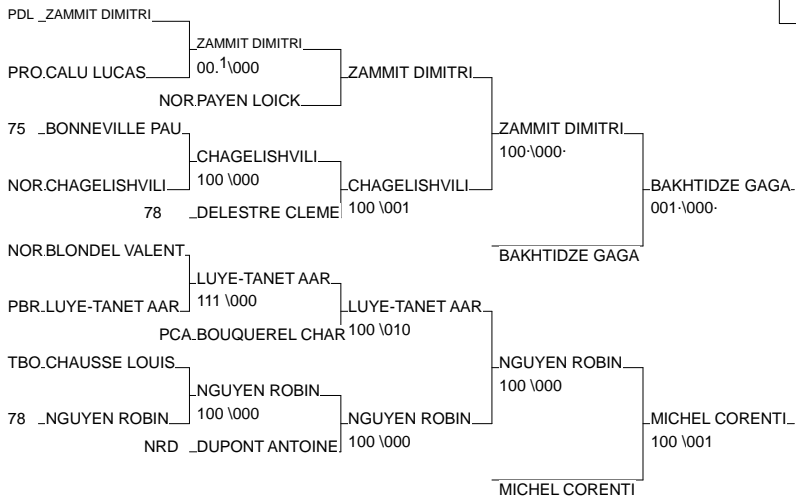 PDL ZAMMIT DIMITRI
ZAMMIT DIMITRI
00.1\000
PRO.CALU LUCAS
ZAMMIT DIMITRI
NOR.PAYEN LOICK
75 BONNEVILLE PAU
ZAMMIT DIMITRI
100·\000·
CHAGELISHVILI
100 \000
NOR.CHAGELISHVILI
CHAGELISHVILI
100 \001
BAKHTIDZE GAGA
001·\000·
78 DELESTRE CLEME
NOR.BLONDEL VALENT
BAKHTIDZE GAGA
LUYE-TANET AAR
111 \000
PBR.LUYE-TANET AAR
LUYE-TANET AAR
100 \010
PCA.BOUQUEREL CHAR
TBO.CHAUSSE LOUIS
NGUYEN ROBIN
100 \000
NGUYEN ROBIN
100 \000
78 NGUYEN ROBIN
NGUYEN ROBIN
100 \000
MICHEL CORENTI
100 \001
NRD DUPONT ANTOINE
MICHEL CORENTI